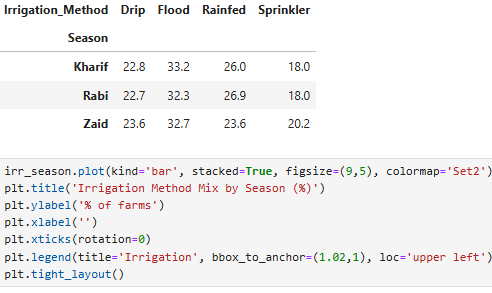 Irrigation_Method Drip Flood Rainfed Sprinkler
Season
Kharif 22.8 33.2 26.0 18.0
Rabi 22.7 32.3 26.9 18.0
Zaid 23.6 32.7 23.6 20.2
irr_season.plot(kind='bar', stacked=True, figsize=(9,5), colormap='Set2')
plt.title('Irrigation Method Mix by Season (%)')
plt.ylabel('% of farms')
plt.xlabel('')
plt.xticks(rotation=0)
plt.legend(title='Irrigation', bbox_to_anchor=(1.02,1), loc='upper left')
plt.tight_layout()